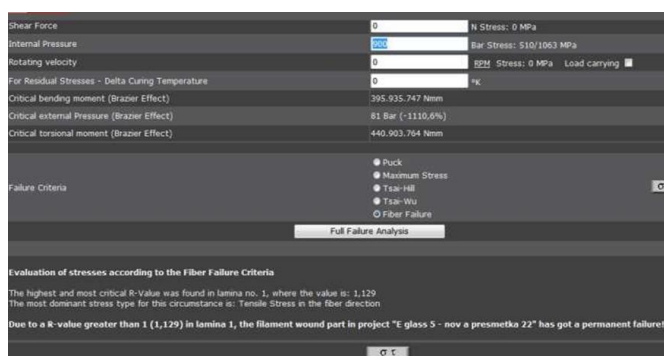 Shear Force 0 N Stress: 0 MPa
Internal Pressure 900 Bar Stress: 510/1063 MPa
Rotating velocity 0 RPM Stress: 0 MPa Load carrying
For Residual Stresses - Delta Curing Temperature 0 °K
Critical bending moment (Brazier Effect) 395.935.747 Nmm
Critical external Pressure (Brazier Effect) 81 Bar (-1110,6%)
Critical torsional moment (Brazier Effect) 440.903.764 Nmm
Puck
Maximum Stress
Failure Criteria Tsai-Hill σ
Tsai-Wu
Fiber Failure
Full Failure Analysis
Evaluation of stresses according to the Fiber Failure Criteria
The highest and most critical R-Value was found in lamina no. 1, where the value is: 1,129
The most dominant stress type for this circumstance is: Tensile Stress in the fiber direction
Due to a R-value greater than 1 (1,129) in lamina 1, the filament wound part in project "E glass 5 - nov a presmetka 22" has got a permanent failure!
σ τ